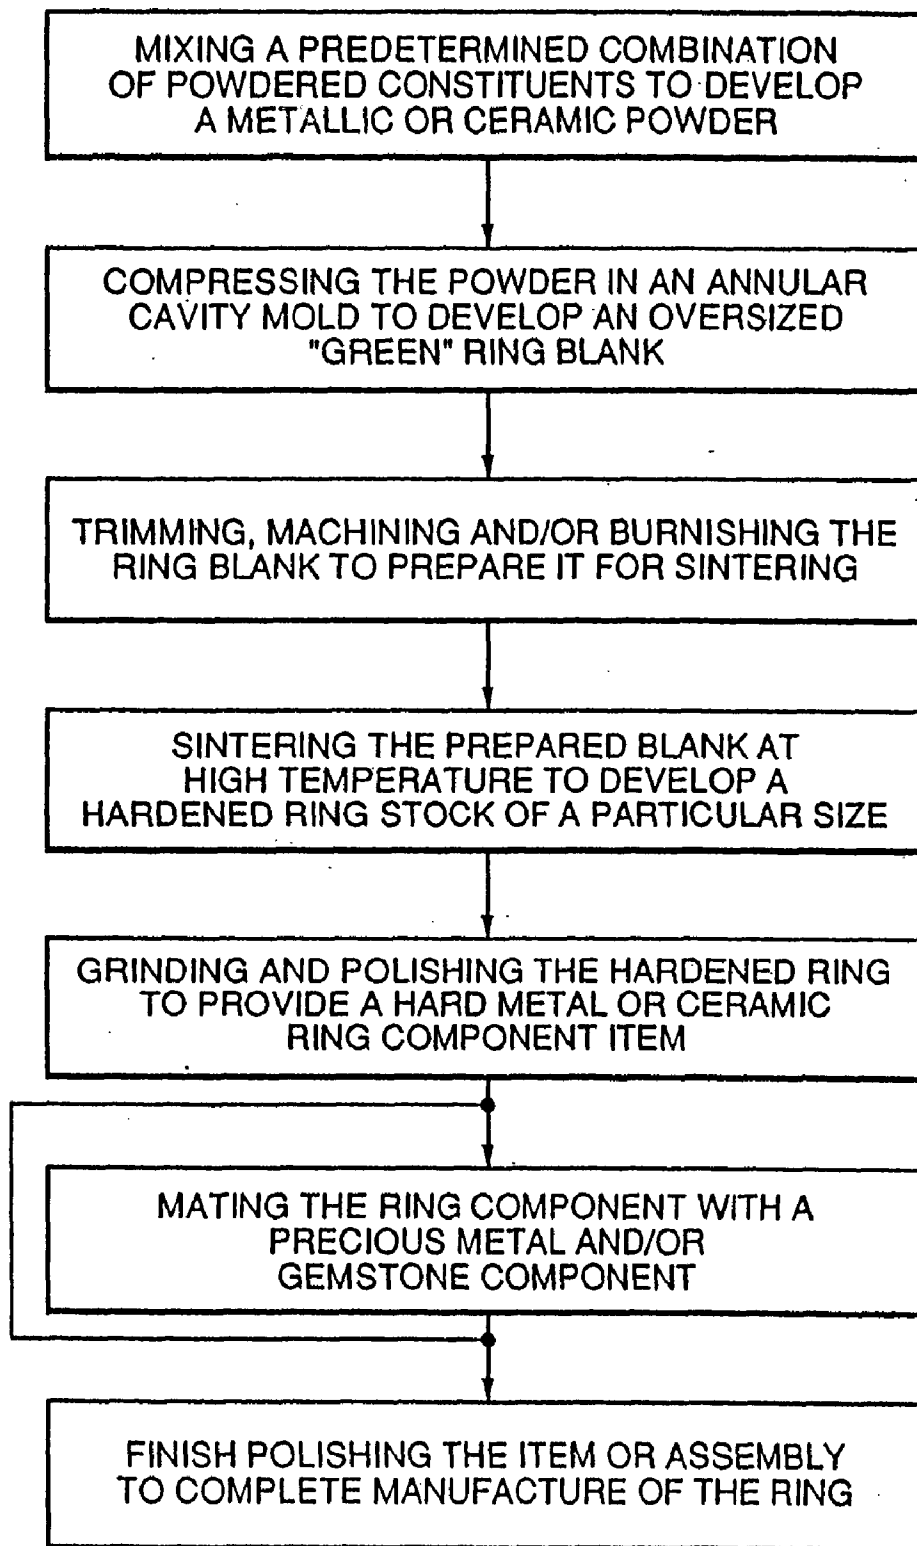 MIXING A PREDETERMINED COMBINATION
OF POWDERED CONSTITUENTS TO DEVELOP
A METALLIC OR CERAMIC POWDER
COMPRESSING THE POWDER IN AN ANNULAR
CAVITY MOLD TO DEVELOP AN OVERSIZED
"GREEN" RING BLANK
TRIMMING, MACHINING AND/OR BURNISHING THE
RING BLANK TO PREPARE IT FOR SINTERING
SINTERING THE PREPARED BLANK AT
HIGH TEMPERATURE TO DEVELOP A
HARDENED RING STOCK OF A PARTICULAR SIZE
GRINDING AND POLISHING THE HARDENED RING
TO PROVIDE A HARD METAL OR CERAMIC
RING COMPONENT ITEM
MATING THE RING COMPONENT WITH A
PRECIOUS METAL AND/OR
GEMSTONE COMPONENT
FINISH POLISHING THE ITEM OR ASSEMBLY
TO COMPLETE MANUFACTURE OF THE RING